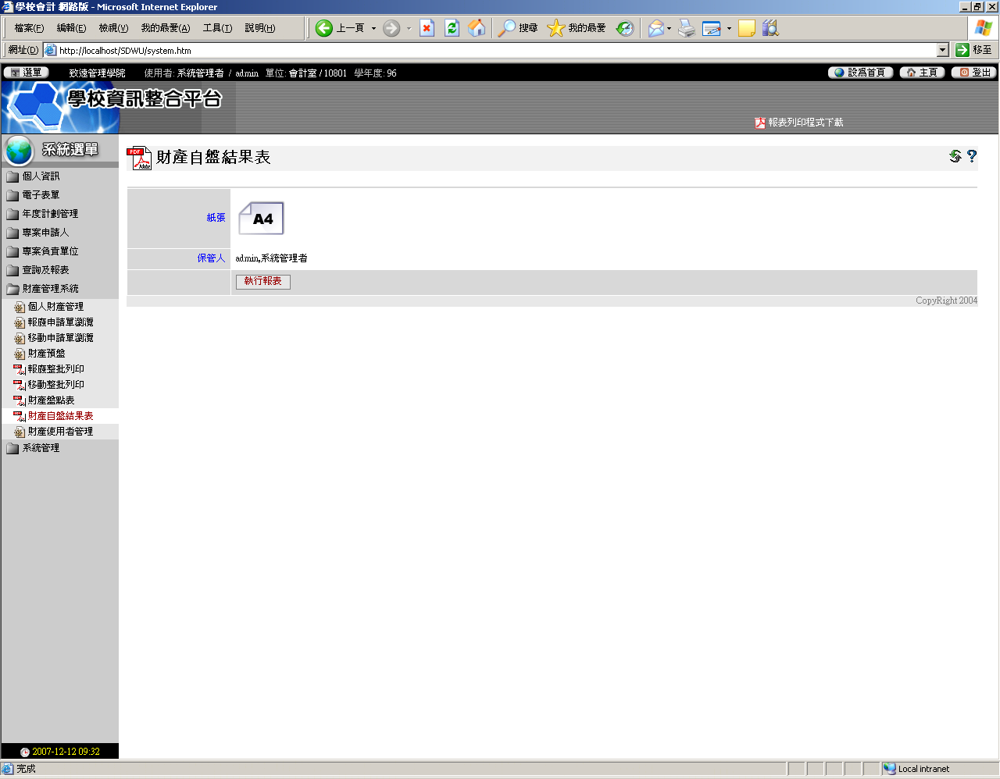 學校會計 網路版 - Microsoft Internet Explorer
檔案(F) 編輯(E) 檢視(V) 我的最愛(A) 工具(T) 說明(H) 上一頁 搜尋 我的最愛
網址(D) http://localhost/SDWU/system.htm 移至
選單 致遠管理學院 使用者: 系統管理者 / admin 單位: 會計室 / 10801 學年度: 96 設為首頁 主頁 登出
學校資訊整合平台
報表列印程式下載
系統選單
個人資訊
電子表單
年度計劃管理
專案申請人
專案負責單位
查詢及報表
財產管理系統
個人財產管理
報廢申請單瀏覽
移動申請單瀏覽
財產預盤
報廢整批列印
移動整批列印
財產盤點表
財產自盤結果表
財產使用者管理
系統管理
2007-12-12 09:32
PDF Adobe 財產自盤結果表 ?
紙張 A4
保管人 admin,系統管理者
執行報表
CopyRight 2004
完成 Local intranet